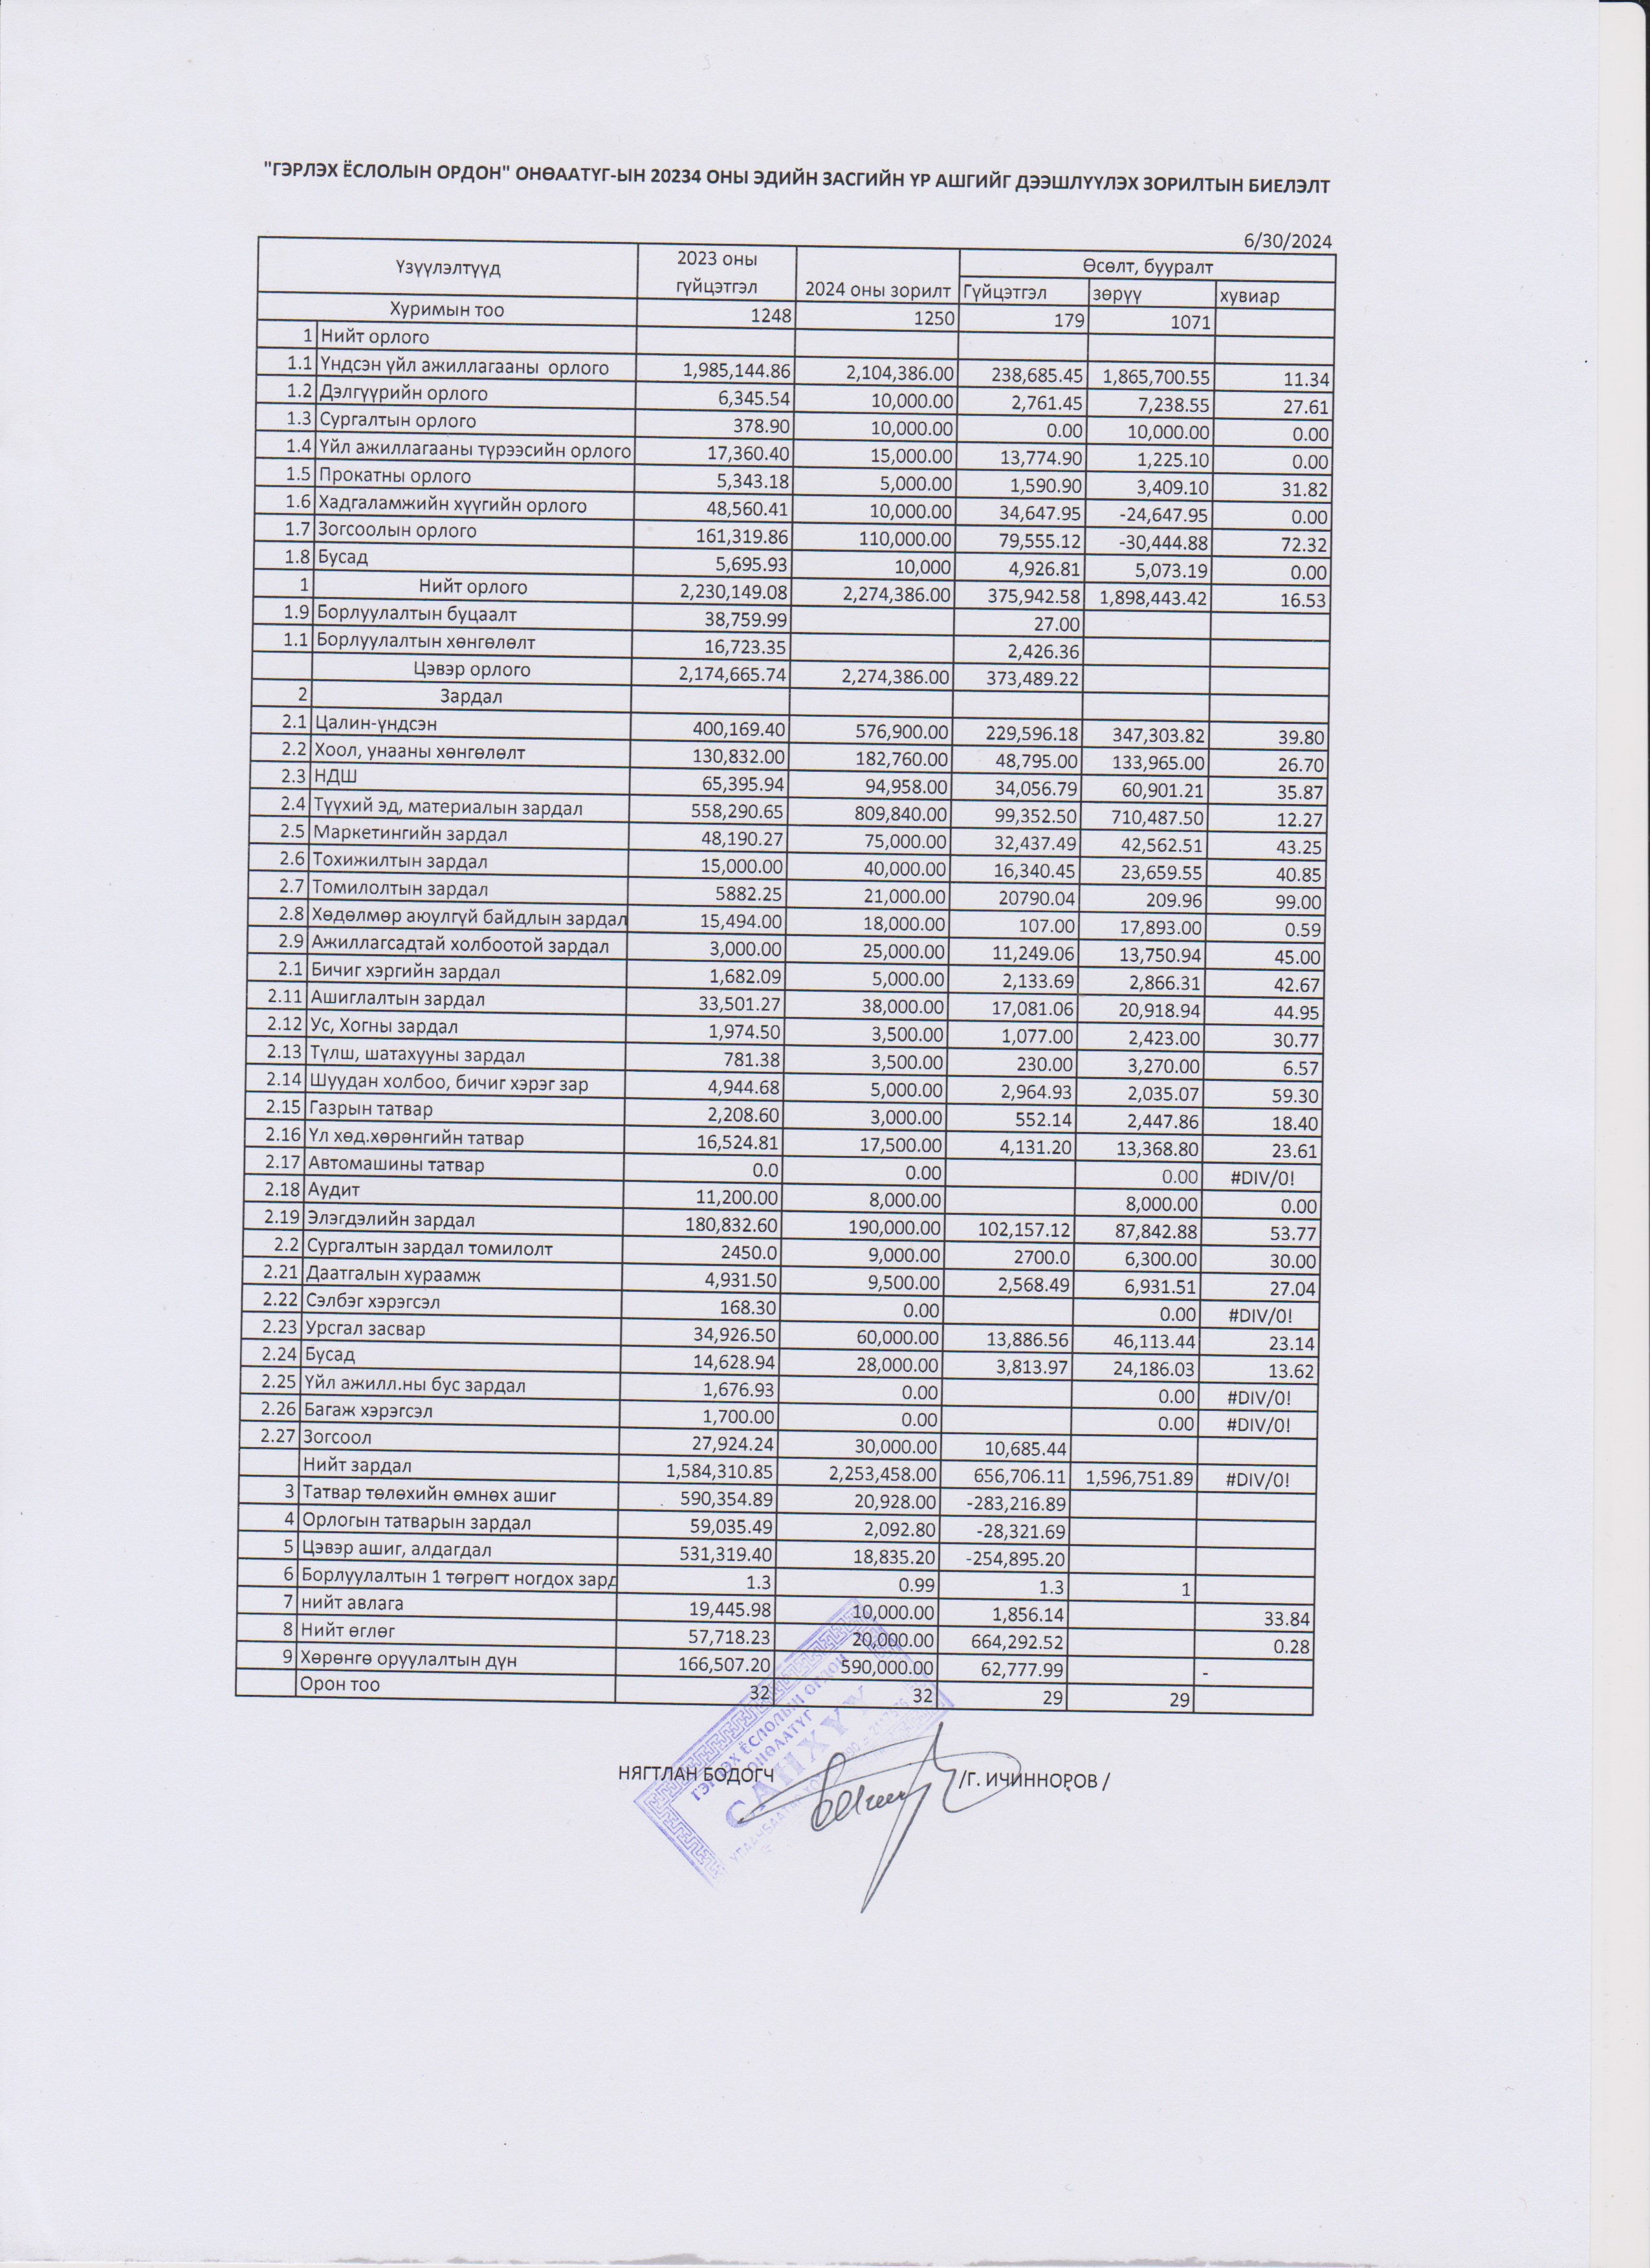 "ГЭРЛЭХ ЁСЛОЛЫН ОРДОН" ОНӨААТҮГ-ЫН 20234 ОНЫ ЭДИЙН ЗАСГИЙН ҮР АШГИЙГ ДЭЭШЛҮҮЛЭХ ЗОРИЛТЫН БИЕЛЭЛТ
6/30/2024
Үзүүлэлтүүд 2023 оны гүйцэтгэл 2024 оны зорилт Өсөлт, бууралт
Гүйцэтгэл зөрүү хувиар
Хуримын тоо 1248 1250 179 1071
1 Нийт орлого
1.1 Үндсэн үйл ажиллагааны орлого 1,985,144.86 2,104,386.00 238,685.45 1,865,700.55 11.34
1.2 Дэлгүүрийн орлого 6,345.54 10,000.00 2,761.45 7,238.55 27.61
1.3 Сургалтын орлого 378.90 10,000.00 0.00 10,000.00 0.00
1.4 Үйл ажиллагааны түрээсийн орлого 17,360.40 15,000.00 13,774.90 1,225.10 0.00
1.5 Прокатны орлого 5,343.18 5,000.00 1,590.90 3,409.10 31.82
1.6 Хадгаламжийн хүүгийн орлого 48,560.41 10,000.00 34,647.95 -24,647.95 0.00
1.7 Зогсоолын орлого 161,319.86 110,000.00 79,555.12 -30,444.88 72.32
1.8 Бусад 5,695.93 10,000 4,926.81 5,073.19 0.00
1 Нийт орлого 2,230,149.08 2,274,386.00 375,942.58 1,898,443.42 16.53
1.9 Борлуулалтын буцаалт 38,759.99 27.00
1.1 Борлуулалтын хөнгөлөлт 16,723.35 2,426.36
Цэвэр орлого 2,174,665.74 2,274,386.00 373,489.22
2 Зардал
2.1 Цалин-үндсэн 400,169.40 576,900.00 229,596.18 347,303.82 39.80
2.2 Хоол, унааны хөнгөлөлт 130,832.00 182,760.00 48,795.00 133,965.00 26.70
2.3 НДШ 65,395.94 94,958.00 34,056.79 60,901.21 35.87
2.4 Түүхий эд, материалын зардал 558,290.65 809,840.00 99,352.50 710,487.50 12.27
2.5 Маркетингийн зардал 48,190.27 75,000.00 32,437.49 42,562.51 43.25
2.6 Тохижилтын зардал 15,000.00 40,000.00 16,340.45 23,659.55 40.85
2.7 Томилолтын зардал 5882.25 21,000.00 20790.04 209.96 99.00
2.8 Хөдөлмөр аюулгүй байдлын зардал 15,494.00 18,000.00 107.00 17,893.00 0.59
2.9 Ажиллагсадтай холбоотой зардал 3,000.00 25,000.00 11,249.06 13,750.94 45.00
2.1 Бичиг хэргийн зардал 1,682.09 5,000.00 2,133.69 2,866.31 42.67
2.11 Ашиглалтын зардал 33,501.27 38,000.00 17,081.06 20,918.94 44.95
2.12 Ус, Хогны зардал 1,974.50 3,500.00 1,077.00 2,423.00 30.77
2.13 Түлш, шатахууны зардал 781.38 3,500.00 230.00 3,270.00 6.57
2.14 Шуудан холбоо, бичиг хэрэг зар 4,944.68 5,000.00 2,964.93 2,035.07 59.30
2.15 Газрын татвар 2,208.60 3,000.00 552.14 2,447.86 18.40
2.16 Үл хөд.хөрөнгийн татвар 16,524.81 17,500.00 4,131.20 13,368.80 23.61
2.17 Автомашины татвар 0.0 0.00 0.00 #DIV/0!
2.18 Аудит 11,200.00 8,000.00 8,000.00 0.00
2.19 Элэгдэлийн зардал 180,832.60 190,000.00 102,157.12 87,842.88 53.77
2.2 Сургалтын зардал томилолт 2450.0 9,000.00 2700.0 6,300.00 30.00
2.21 Даатгалын хураамж 4,931.50 9,500.00 2,568.49 6,931.51 27.04
2.22 Сэлбэг хэрэгсэл 168.30 0.00 0.00 #DIV/0!
2.23 Урсгал засвар 34,926.50 60,000.00 13,886.56 46,113.44 23.14
2.24 Бусад 14,628.94 28,000.00 3,813.97 24,186.03 13.62
2.25 Үйл ажилл.ны бус зардал 1,676.93 0.00 0.00 #DIV/0!
2.26 Багаж хэрэгсэл 1,700.00 0.00 0.00 #DIV/0!
2.27 Зогсоол 27,924.24 30,000.00 10,685.44
Нийт зардал 1,584,310.85 2,253,458.00 656,706.11 1,596,751.89 #DIV/0!
3 Татвар төлөхийн өмнөх ашиг 590,354.89 20,928.00 -283,216.89
4 Орлогын татварын зардал 59,035.49 2,092.80 -28,321.69
5 Цэвэр ашиг, алдагдал 531,319.40 18,835.20 -254,895.20
6 Борлуулалтын 1 төгрөгт ногдох зард 1.3 0.99 1.3 1
7 нийт авлага 19,445.98 10,000.00 1,856.14 33.84
8 Нийт өглөг 57,718.23 20,000.00 664,292.52 0.28
9 Хөрөнгө оруулалтын дүн 166,507.20 590,000.00 62,777.99 -
Орон тоо 32 32 29 29
ГЭРЛЭХ ЁСЛОЛЫН ОРДОН
ОНӨААТҮГ
САНХҮҮ
НЯГТЛАН БОДОГЧ /Г. ИЧИННОРОВ /